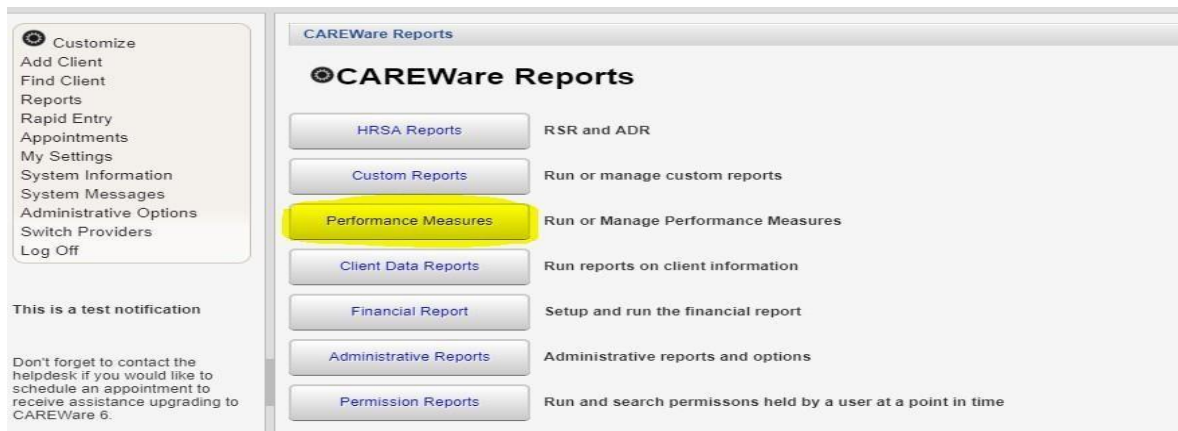 Customize
Add Client
Find Client
Reports
Rapid Entry
Appointments
My Settings
System Information
System Messages
Administrative Options
Switch Providers
Log Off
This is a test notification
Don't forget to contact the
helpdesk if you would like to
schedule an appointment to
receive assistance upgrading to
CAREWare 6.
CAREWare Reports
CAREWare Reports
HRSA Reports RSR and ADR
Custom Reports Run or manage custom reports
Performance Measures Run or Manage Performance Measures
Client Data Reports Run reports on client information
Financial Report Setup and run the financial report
Administrative Reports Administrative reports and options
Permission Reports Run and search permissons held by a user at a point in time